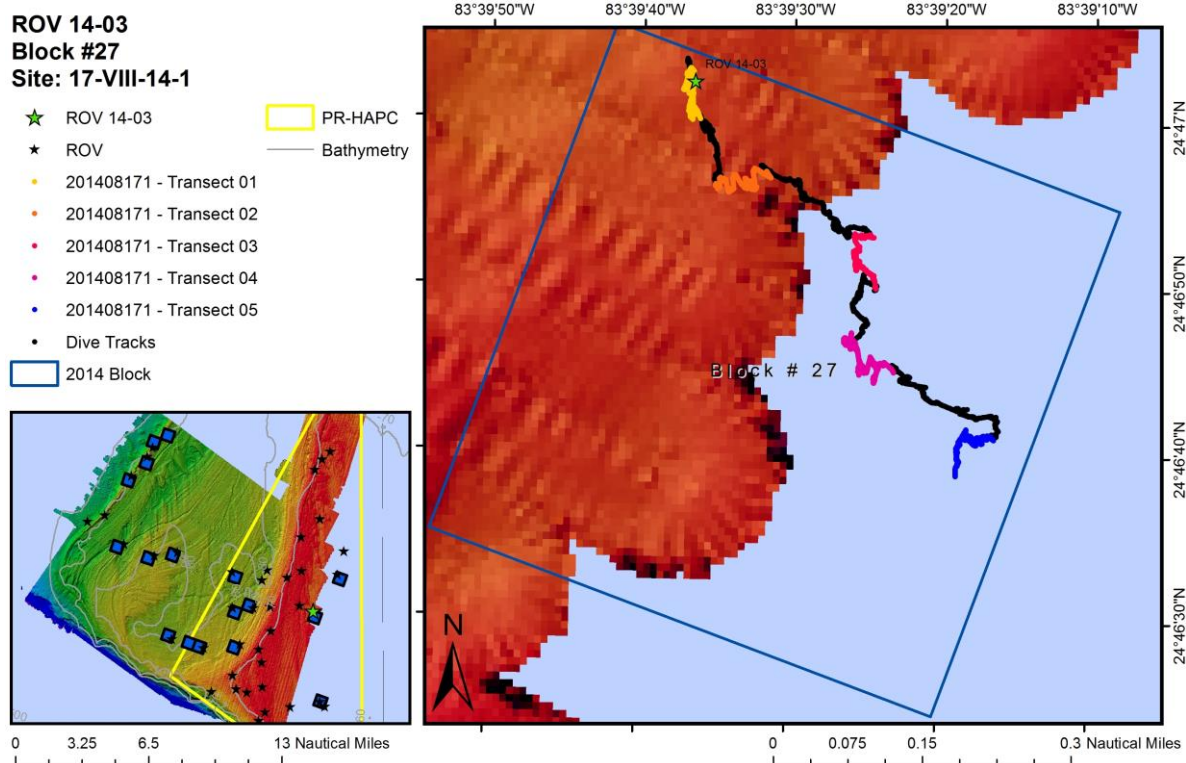 ROV 14-03
Block #27
Site: 17-VIII-14-1
ROV 14-03
PR-HAPC
ROV
Bathymetry
201408171 - Transect 01
201408171 - Transect 02
201408171 - Transect 03
201408171 - Transect 04
201408171 - Transect 05
Dive Tracks
2014 Block
83°39'50"W 83°39'40"W 83°39'30"W 83°39'20"W 83°39'10"W
ROV 14-03
24°47'N
24°46'50"N
Block # 27
24°46'40"N
24°46'30"N
N
0 3.25 6.5 13 Nautical Miles
0 0.075 0.15 0.3 Nautical Miles